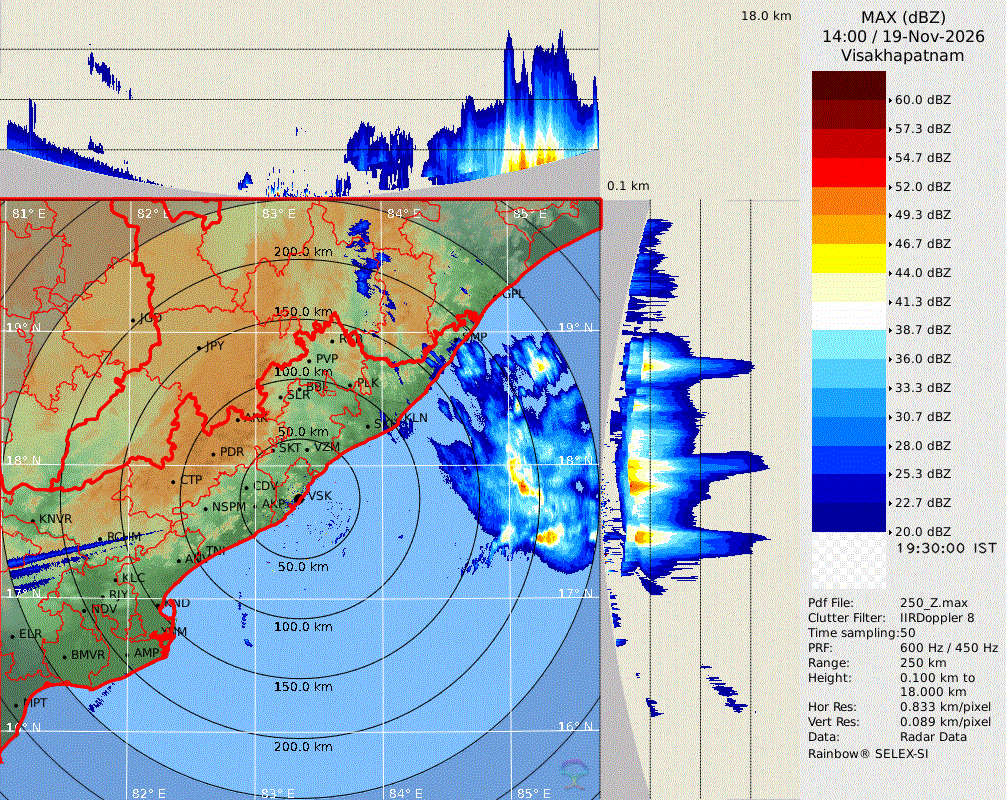 18.0 km
MAX (dBZ)
14:00 / 19-Nov-2026
Visakhapatnam
60.0 dBZ
57.3 dBZ
54.7 dBZ
52.0 dBZ
49.3 dBZ
46.7 dBZ
44.0 dBZ
41.3 dBZ
38.7 dBZ
36.0 dBZ
33.3 dBZ
30.7 dBZ
28.0 dBZ
25.3 dBZ
22.7 dBZ
20.0 dBZ
19:30:00 IST
Pdf File: 250_Z.max
Clutter Filter: IIRDoppler 8
Time sampling:50
PRF: 600 Hz / 450 Hz
Range: 250 km
Height: 0.100 km to
18.000 km
Hor Res: 0.833 km/pixel
Vert Res: 0.089 km/pixel
Data: Radar Data
Rainbow® SELEX-SI
0.1 km
81° E 82° E 83° E 84° E 85° E
200.0 km
GPL
150.0 km
JGD
19° N 19° N
JPY
PVP
100.0 km
PLK
SLR
KLN
50.0 km
SKT VZM
PDR
18° N 18° N
CTP
CDV
VSK
NSPM AKP
KNVR
50.0 km
KLC
RJY
17° N 17° N
NDV KND
100.0 km
ELR
BMVR AMP
150.0 km
MPT
16° N 16° N
200.0 km
82° E 83° E 84° E 85° E